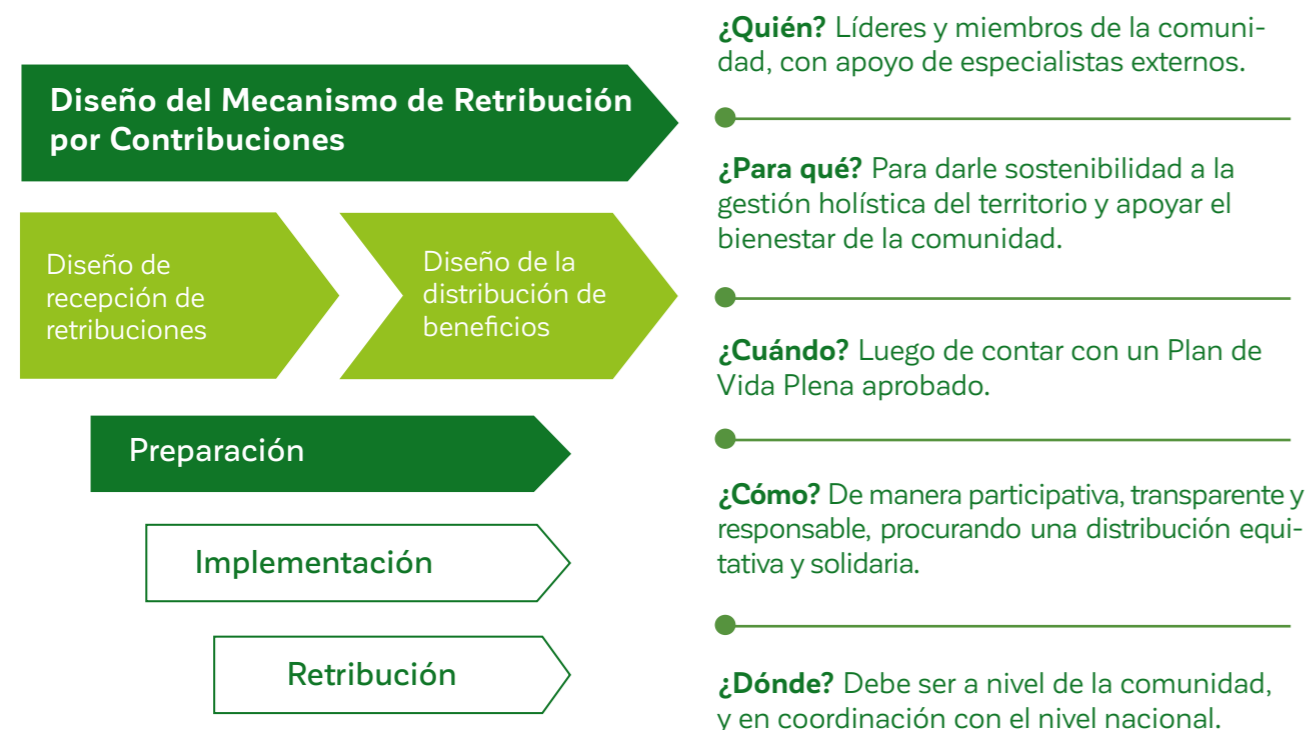 Diseño del Mecanismo de Retribución
por Contribuciones
Diseño de
recepción de
retribuciones
Diseño de la
distribución de
beneficios
Preparación
Implementación
Retribución
¿Quién? Líderes y miembros de la comuni-
dad, con apoyo de especialistas externos.
¿Para qué? Para darle sostenibilidad a la
gestión holística del territorio y apoyar el
bienestar de la comunidad.
¿Cuándo? Luego de contar con un Plan de
Vida Plena aprobado.
¿Cómo? De manera participativa, transparente y
responsable, procurando una distribución equi-
tativa y solidaria.
¿Dónde? Debe ser a nivel de la comunidad,
y en coordinación con el nivel nacional.